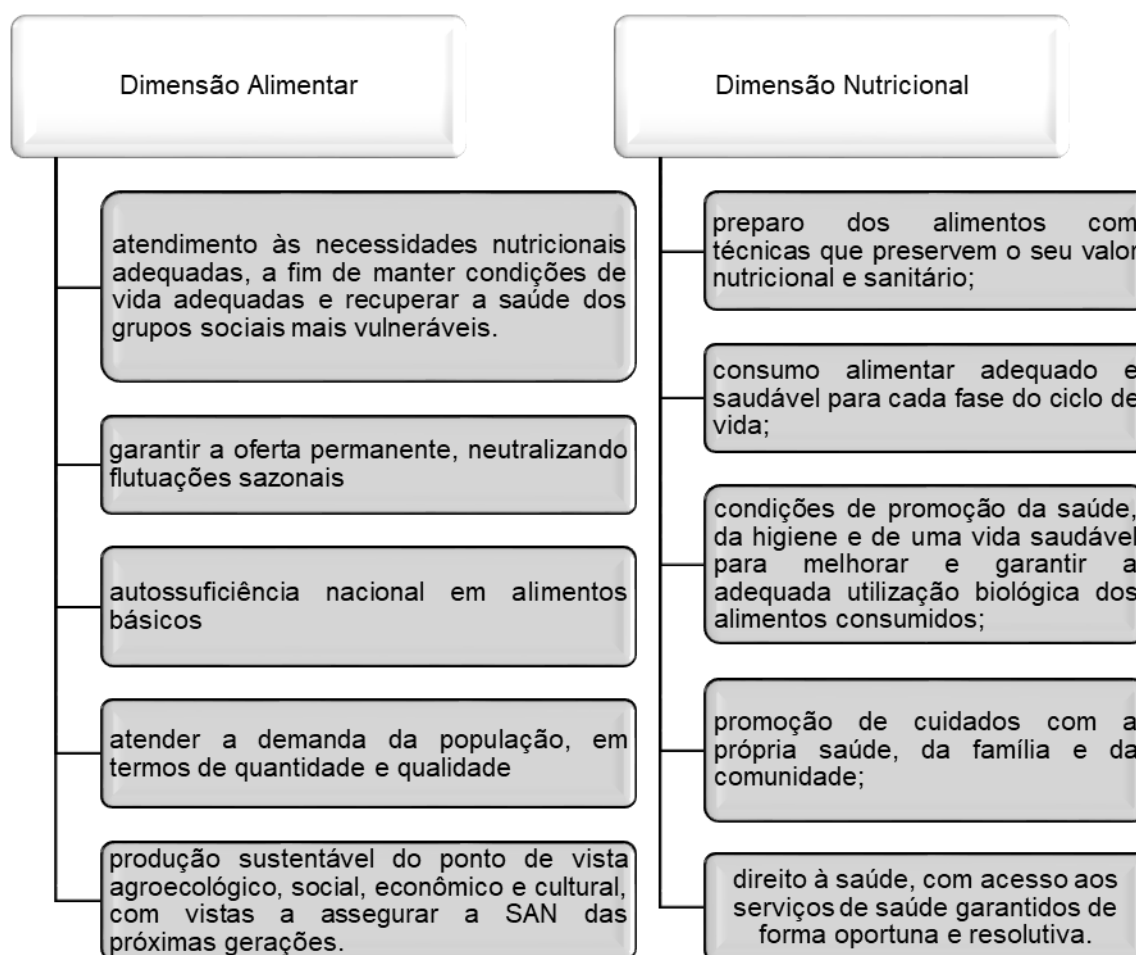 Dimensão Alimentar
atendimento às necessidades nutricionais
adequadas, a fim de manter condições de
vida adequadas e recuperar a saúde dos
grupos sociais mais vulneráveis.
garantir a oferta permanente, neutralizando
flutuações sazonais
autossuficiência nacional em alimentos
básicos
atender a demanda da população, em
termos de quantidade e qualidade
produção sustentável do ponto de vista
agroecológico, social, econômico e cultural,
com vistas a assegurar a SAN das
próximas gerações.
Dimensão Nutricional
preparo dos alimentos com
técnicas que preservem o seu valor
nutricional e sanitário;
consumo alimentar adequado e
saudável para cada fase do ciclo de
vida;
condições de promoção da saúde,
da higiene e de uma vida saudável
para melhorar e garantir a
adequada utilização biológica dos
alimentos consumidos;
promoção de cuidados com a
própria saúde, da família e da
comunidade;
direito à saúde, com acesso aos
serviços de saúde garantidos de
forma oportuna e resolutiva.